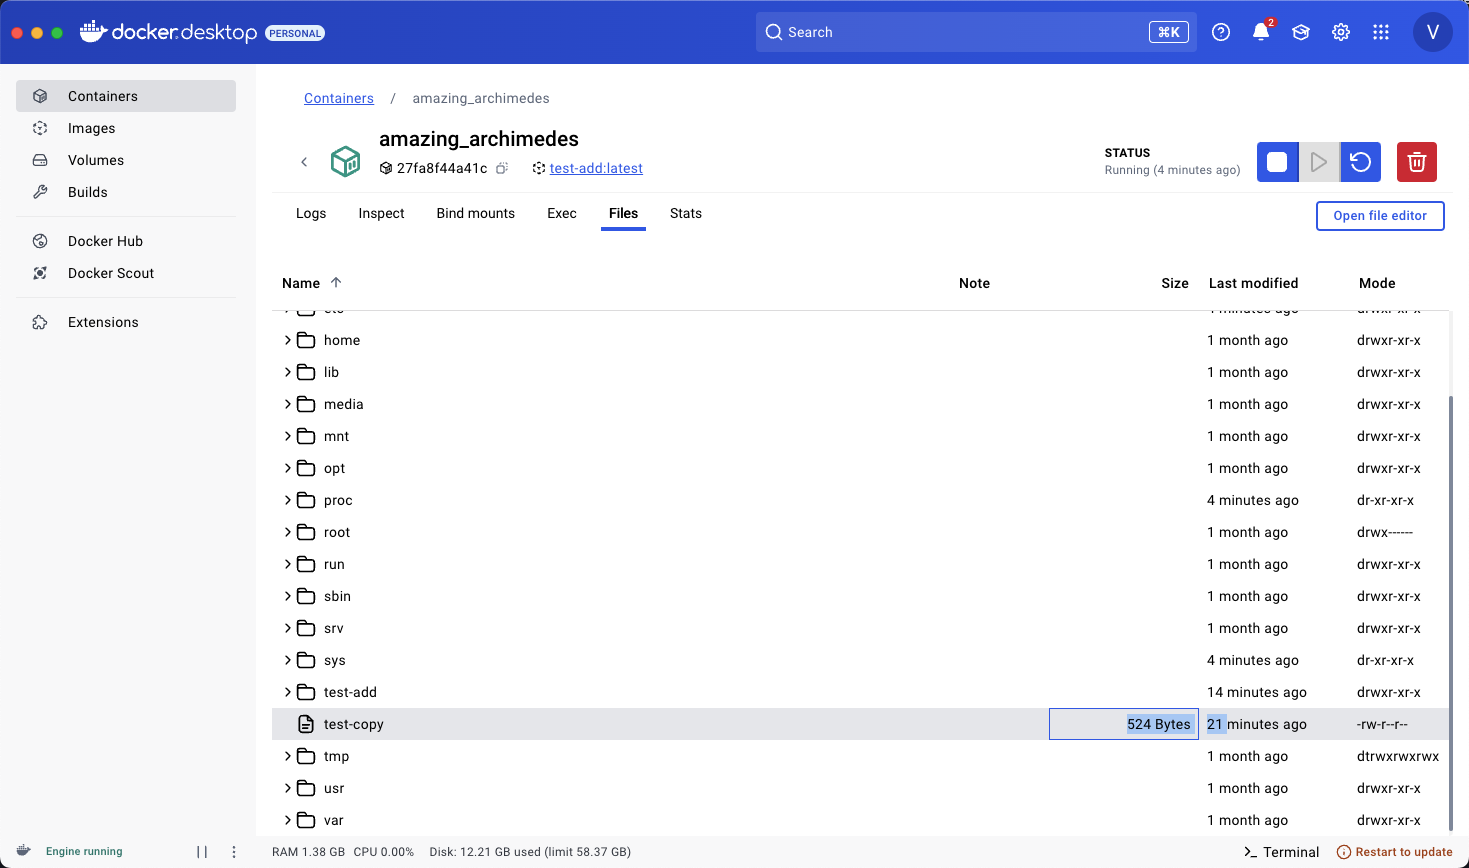 docker.desktop PERSONAL
Search ⌘K
2
V
Containers
Images
Volumes
Builds
Docker Hub
Docker Scout
Extensions
Containers / amazing_archimedes
amazing_archimedes
27fa8f44a41c test-add:latest
STATUS
Running (4 minutes ago)
Logs Inspect Bind mounts Exec Files Stats
Open file editor
Name Note Size Last modified Mode
home 1 month ago drwxr-xr-x
lib 1 month ago drwxr-xr-x
media 1 month ago drwxr-xr-x
mnt 1 month ago drwxr-xr-x
opt 1 month ago drwxr-xr-x
proc 4 minutes ago dr-xr-xr-x
root 1 month ago drwx------
run 1 month ago drwxr-xr-x
sbin 1 month ago drwxr-xr-x
srv 1 month ago drwxr-xr-x
sys 4 minutes ago dr-xr-xr-x
test-add 14 minutes ago drwxr-xr-x
test-copy 524 Bytes 21 minutes ago -rw-r--r--
tmp 1 month ago dtrwxrwxrwx
usr 1 month ago drwxr-xr-x
var 1 month ago drwxr-xr-x
Engine running
RAM 1.38 GB CPU 0.00% Disk: 12.21 GB used (limit 58.37 GB)
Terminal
Restart to update